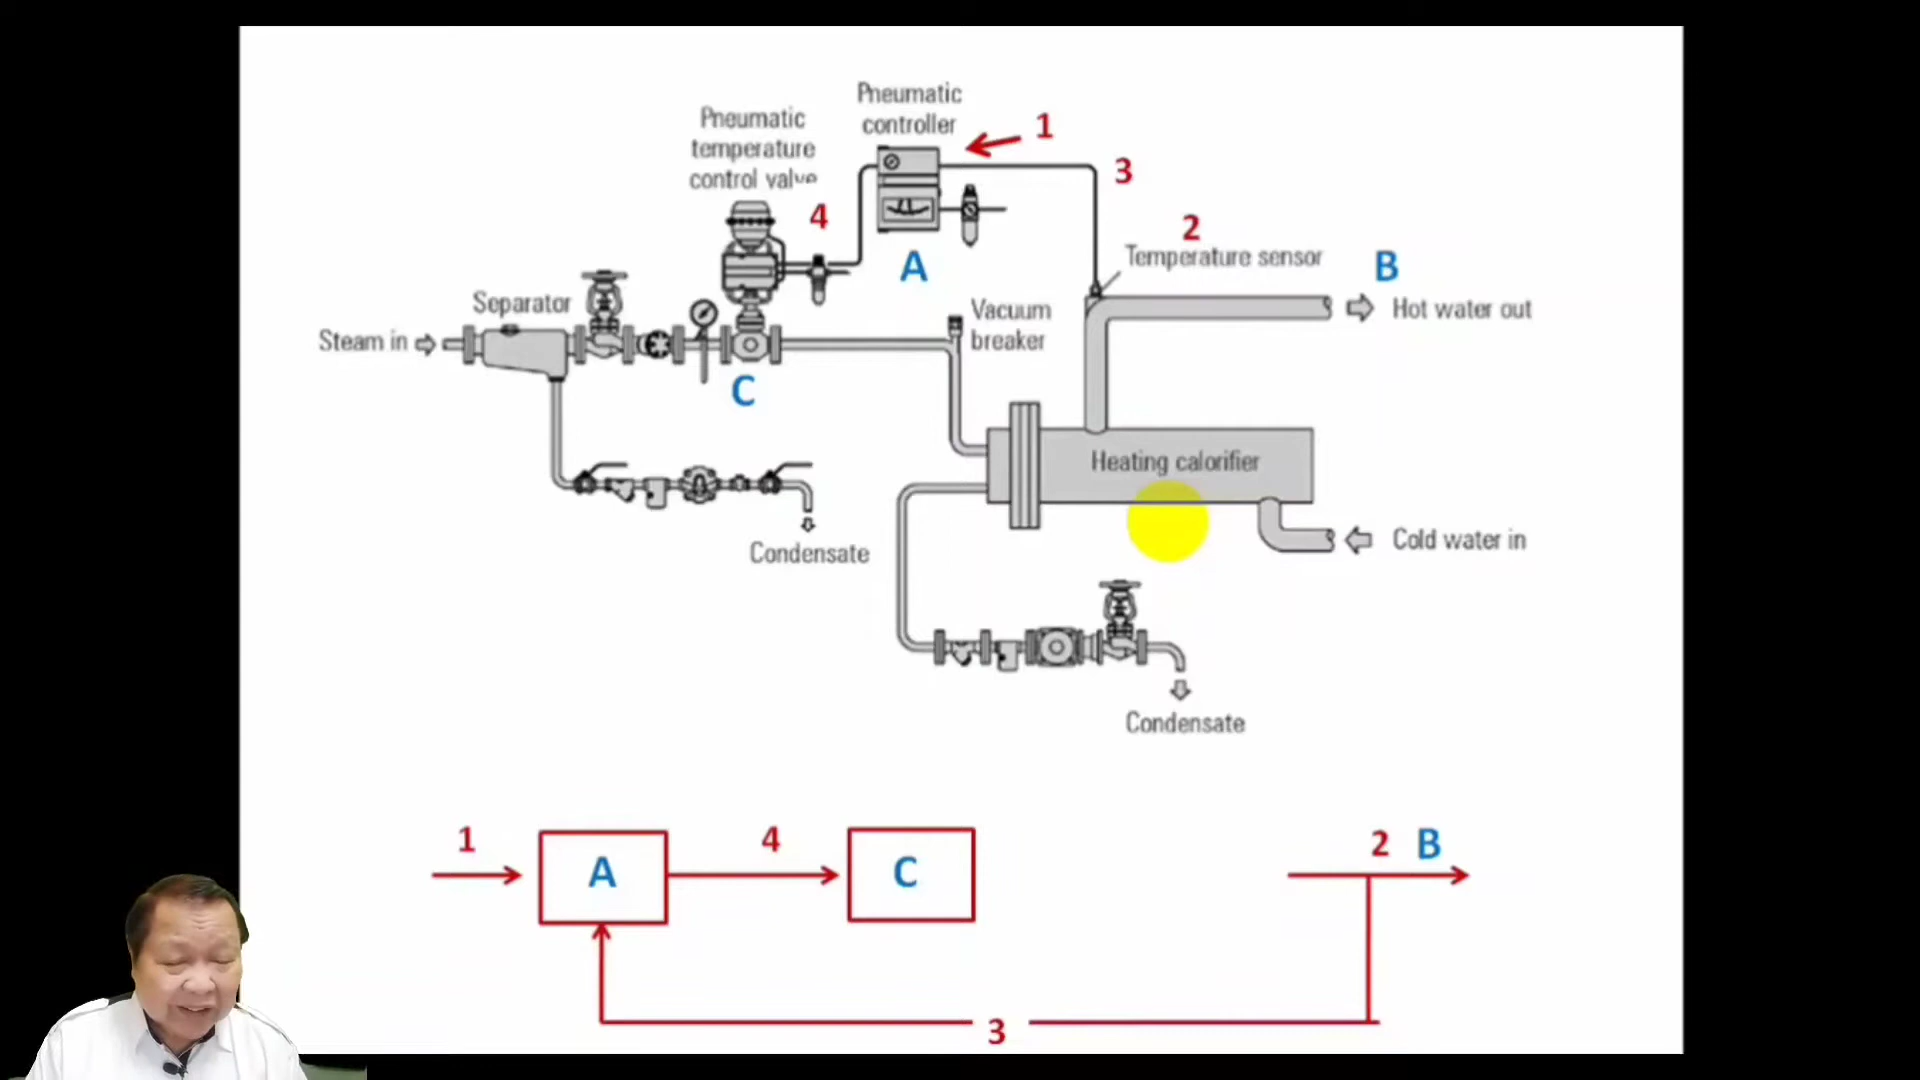 Pneumatic
controller
1
Pneumatic
temperature
control valve
3
4
2
A
Temperature sensor
B
Separator
Vacuum
breaker
Hot water out
Steam in
C
Heating calorifier
Cold water in
Condensate
Condensate
1
4
2 B
A
C
3